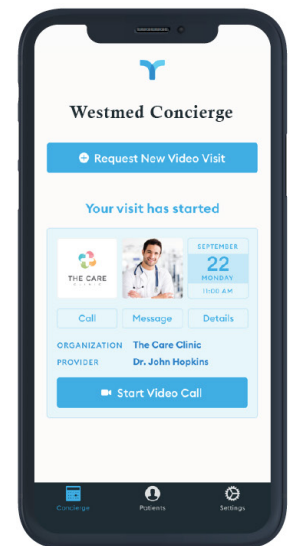 Westmed Concierge
Request New Video Visit
Your visit has started
SEPTEMBER
22
MONDAY
11:00 AM
THE CARE
CLINIC
Call
Message
Details
ORGANIZATION The Care Clinic
PROVIDER Dr. John Hopkins
Start Video Call
Concierge
Patients
Settings